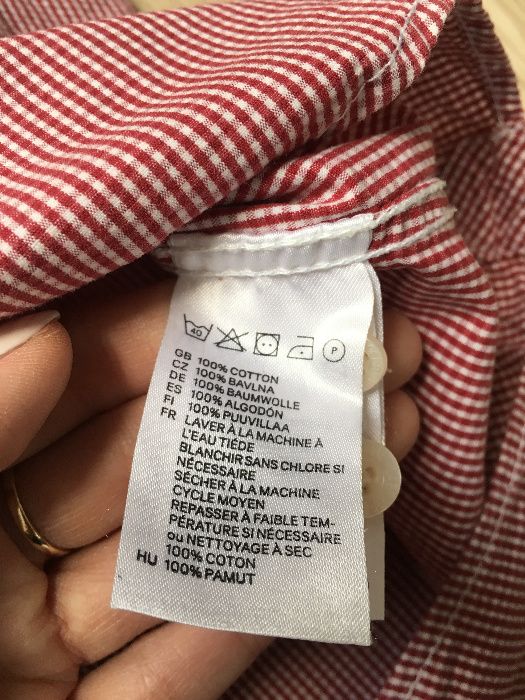 40 P
GB 100% COTTON
CZ 100% BAVLNA
DE 100% BAUMWOLLE
ES 100% ALGODÓN
FI 100% PUUVILLAA
FR LAVER À LA MACHINE À
L'EAU TIÉDE
BLANCHIR SANS CHLORE SI
NÉCESSAIRE
SÉCHER À LA MACHINE
CYCLE MOYEN
REPASSER À FAIBLE TEM-
PÉRATURE SI NÉCESSAIRE
OU NETTOYAGE À SEC
100% COTON
HU 100% PAMUT